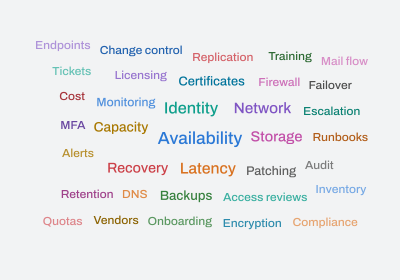 Endpoints Change control Replication Training Mail flow
Tickets Licensing Certificates Firewall Failover
Cost Monitoring Identity Network Escalation
MFA Capacity Availability Storage Runbooks
Alerts Recovery Latency Patching Audit
Retention DNS Backups Access reviews Inventory
Quotas Vendors Onboarding Encryption Compliance